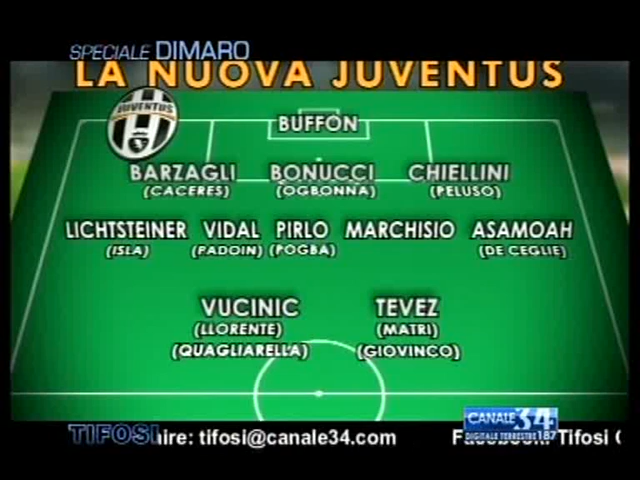 SPECIALE DIMARO
LA NUOVA JUVENTUS
JUVENTUS
BUFFON
BARZAGLI BONUCCI CHIELLINI
(CACERES) (OGBONNA) (PELUSO)
LICHTSTEINER VIDAL PIRLO MARCHISIO ASAMOAH
(ISLA) (PADOIN) (POGBA) (DE CEGLIE)
VUCINIC TEVEZ
(LLORENTE) (MATRI)
(QUAGLIARELLA) (GIOVINCO)
CANALE 34
DIGITALE TERRESTRE 187
TIFOSI nire: tifosi@canale34.com Facebook: Tifosi C